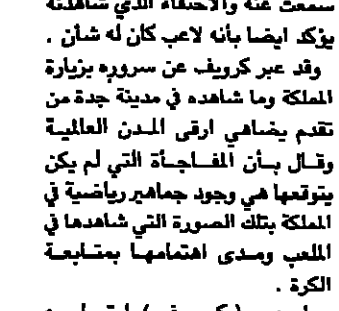 سمعت عنه والاحتفاء الذي شاهدته
يؤكد ايضا بأنه لاعب كان له شأن .
وقد عبر كرويف عن سروره بزيارة
المملكة وما شاهده في مدينة جدة من
تقدم يضاهي ارقى المدن العالمية
وقال بأن المفاجأة التي لم يكن
يتوقعها هي وجود جماهير رياضية في
المملكة بتلك الصورة التي شاهدها في
الملعب ومدى اهتمامها بمتابعة
الكرة .